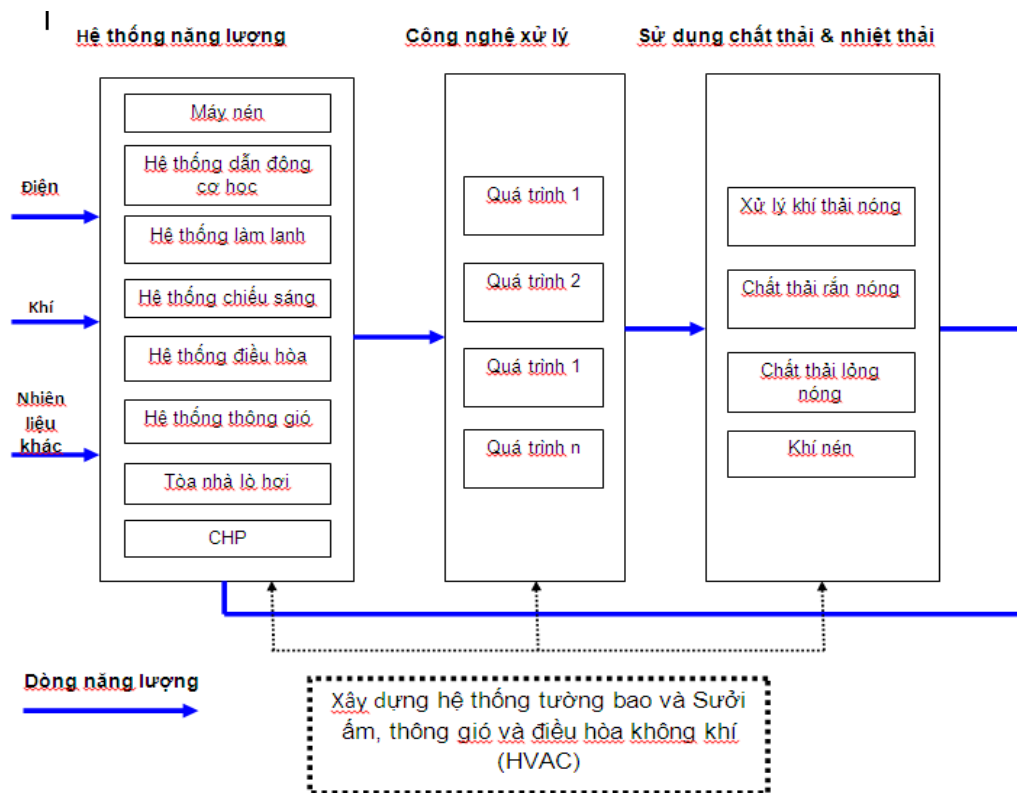 Hệ thống năng lượng
Công nghệ xử lý
Sử dụng chất thải & nhiệt thải
Điện
Khí
Nhiên
liệu
khác
Máy nén
Hệ thống dẫn động
cơ học
Hệ thống làm lạnh
Hệ thống chiếu sáng
Hệ thống điều hòa
Hệ thống thông gió
Tòa nhà lò hơi
CHP
Quá trình 1
Quá trình 2
Quá trình 1
Quá trình n
Xử lý khí thải nóng
Chất thải rắn nóng
Chất thải lỏng
nóng
Khí nén
Dòng năng lượng
Xây dựng hệ thống tường bao và Sưởi
ấm, thông gió và điều hòa không khí
(HVAC)